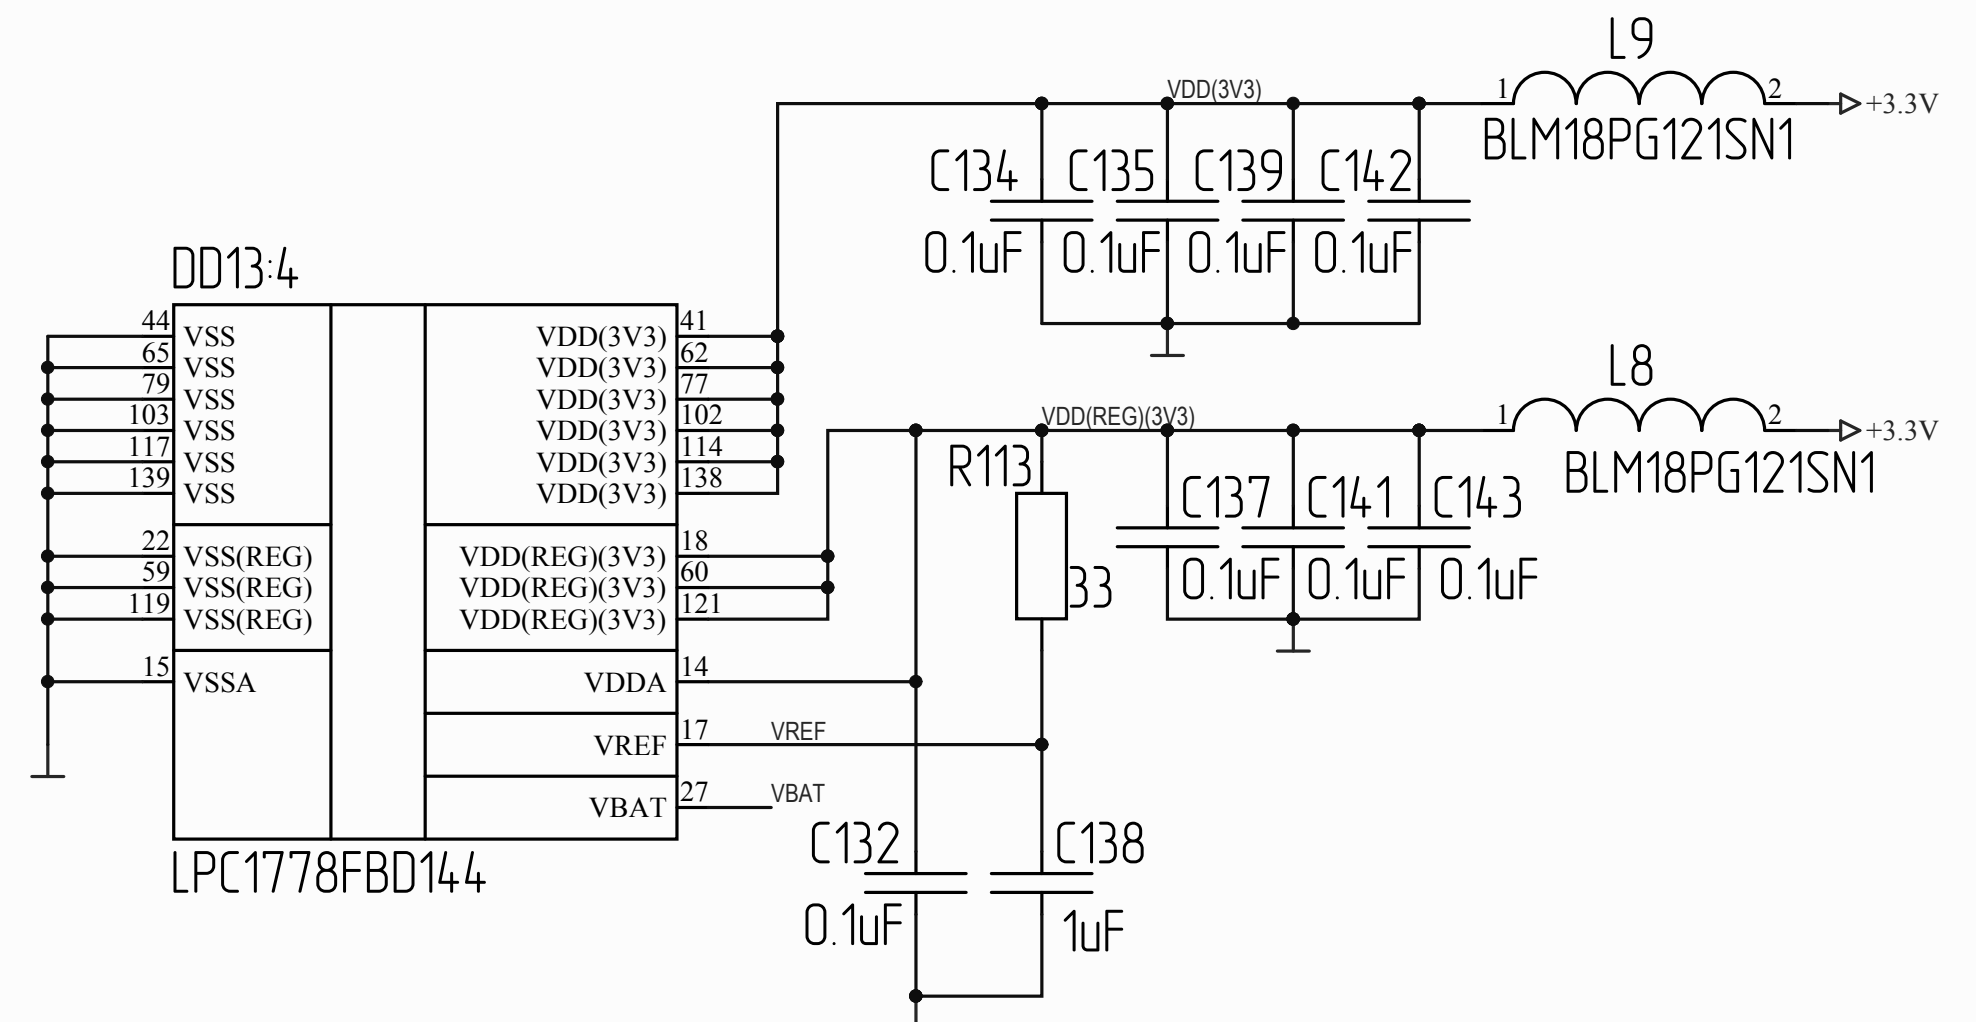 L9
VDD(3V3)
1 2
+3.3V
BLM18PG121SN1
C134 C135 C139 C142
0.1uF 0.1uF 0.1uF 0.1uF
DD13:4
44 VSS VDD(3V3) 41
65 VSS VDD(3V3) 62
79 VSS VDD(3V3) 77
103 VSS VDD(3V3) 102
117 VSS VDD(3V3) 114
139 VSS VDD(3V3) 138
22 VSS(REG) VDD(REG)(3V3) 18
59 VSS(REG) VDD(REG)(3V3) 60
119 VSS(REG) VDD(REG)(3V3) 121
15 VSSA VDDA 14
VREF 17 VREF
VBAT 27 VBAT
LPC1778FBD144
L8
VDD(REG)(3V3)
1 2
+3.3V
BLM18PG121SN1
R113
33
C137 C141 C143
0.1uF 0.1uF 0.1uF
C132 C138
0.1uF 1uF